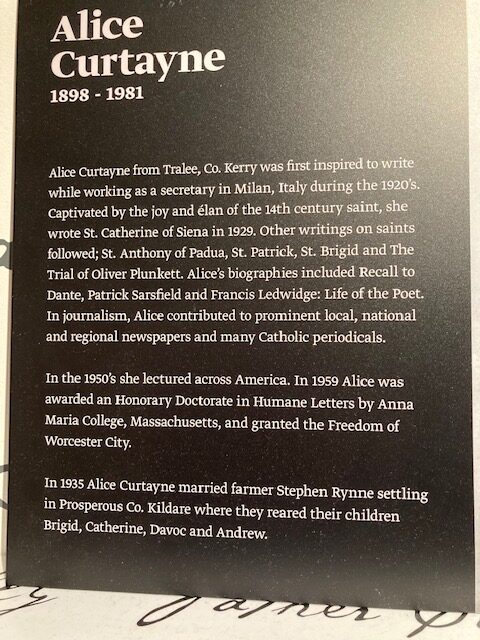 Alice
Curtayne
1898 - 1981
Alice Curtayne from Tralee, Co. Kerry was first inspired to write
while working as a secretary in Milan, Italy during the 1920's.
Captivated by the joy and élan of the 14th century saint, she
wrote St. Catherine of Siena in 1929. Other writings on saints
followed; St. Anthony of Padua, St. Patrick, St. Brigid and The
Trial of Oliver Plunkett. Alice's biographies included Recall to
Dante, Patrick Sarsfield and Francis Ledwidge: Life of the Poet.
In journalism, Alice contributed to prominent local, national
and regional newspapers and many Catholic periodicals.
In the 1950's she lectured across America. In 1959 Alice was
awarded an Honorary Doctorate in Humane Letters by Anna
Maria College, Massachusetts, and granted the Freedom of
Worcester City.
In 1935 Alice Curtayne married farmer Stephen Rynne settling
in Prosperous Co. Kildare where they reared their children
Brigid, Catherine, Davoc and Andrew.